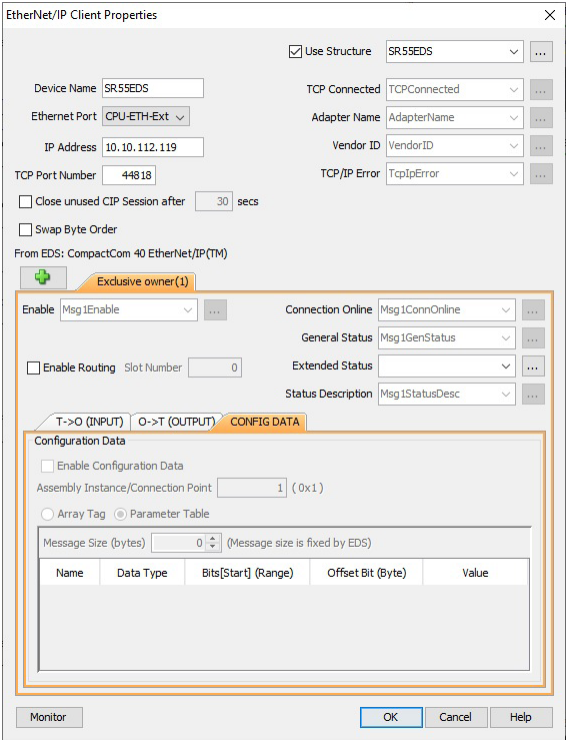 EtherNet/IP Client Properties
Use Structure SR55EDS ...
Device Name SR55EDS TCP Connected TCPConnected ...
Ethernet Port CPU-ETH-Ext Adapter Name AdapterName ...
IP Address 10.10.112.119 Vendor ID VendorID ...
TCP Port Number 44818 TCP/IP Error TcpIpError ...
Close unused CIP Session after 30 secs
Swap Byte Order
From EDS: CompactCom 40 EtherNet/IP(TM)
Exclusive owner(1)
Enable Msg1Enable ... Connection Online Msg1ConnOnline ...
General Status Msg1GenStatus ...
Enable Routing Slot Number 0 Extended Status ...
Status Description Msg1StatusDesc ...
T->O (INPUT) O->T (OUTPUT) CONFIG DATA
Configuration Data
Enable Configuration Data
Assembly Instance/Connection Point 1 ( 0x1 )
Array Tag Parameter Table
Message Size (bytes) 0 (Message size is fixed by EDS)
Name Data Type Bits[Start] (Range) Offset Bit (Byte) Value
Monitor OK Cancel Help